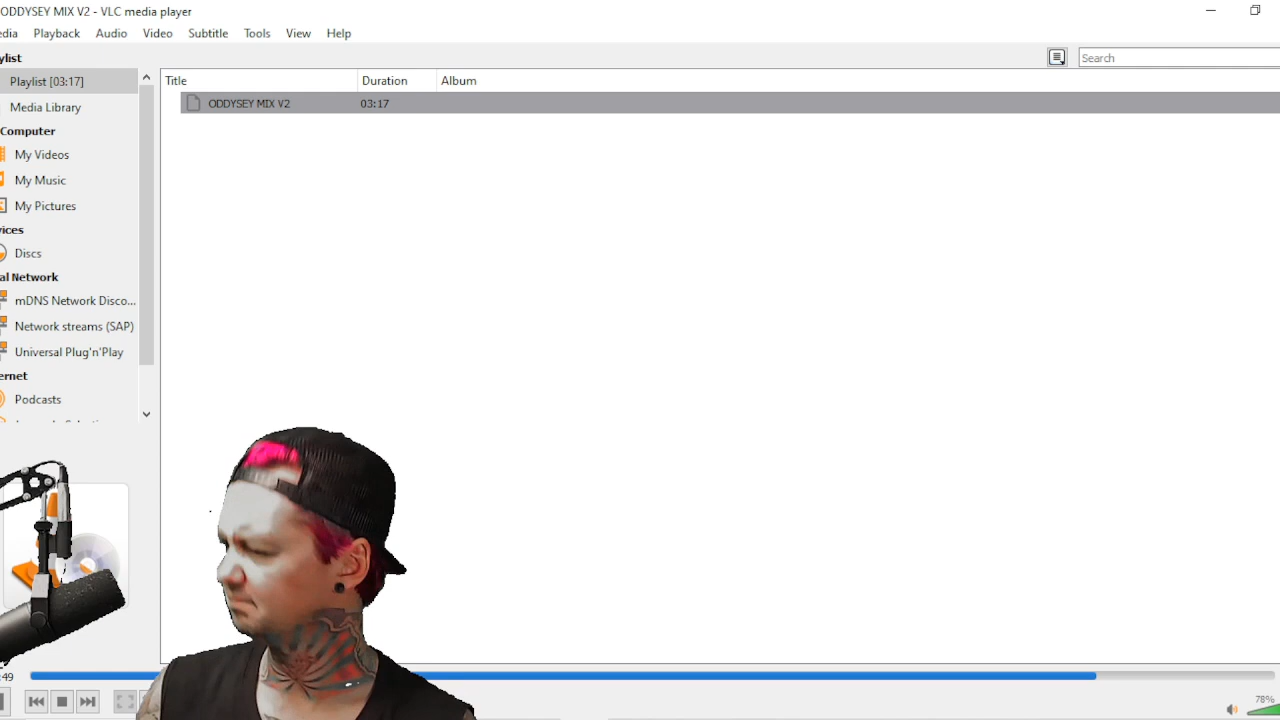 ODDYSEY MIX V2 - VLC media player
edia Playback Audio Video Subtitle Tools View Help
ylist
Search
Playlist [03:17]
Title Duration Album
ODDYSEY MIX V2 03:17
Media Library
Computer
My Videos
My Music
My Pictures
vices
Discs
al Network
mDNS Network Disco...
Network streams (SAP)
Universal Plug'n'Play
ernet
Podcasts
:49
78%